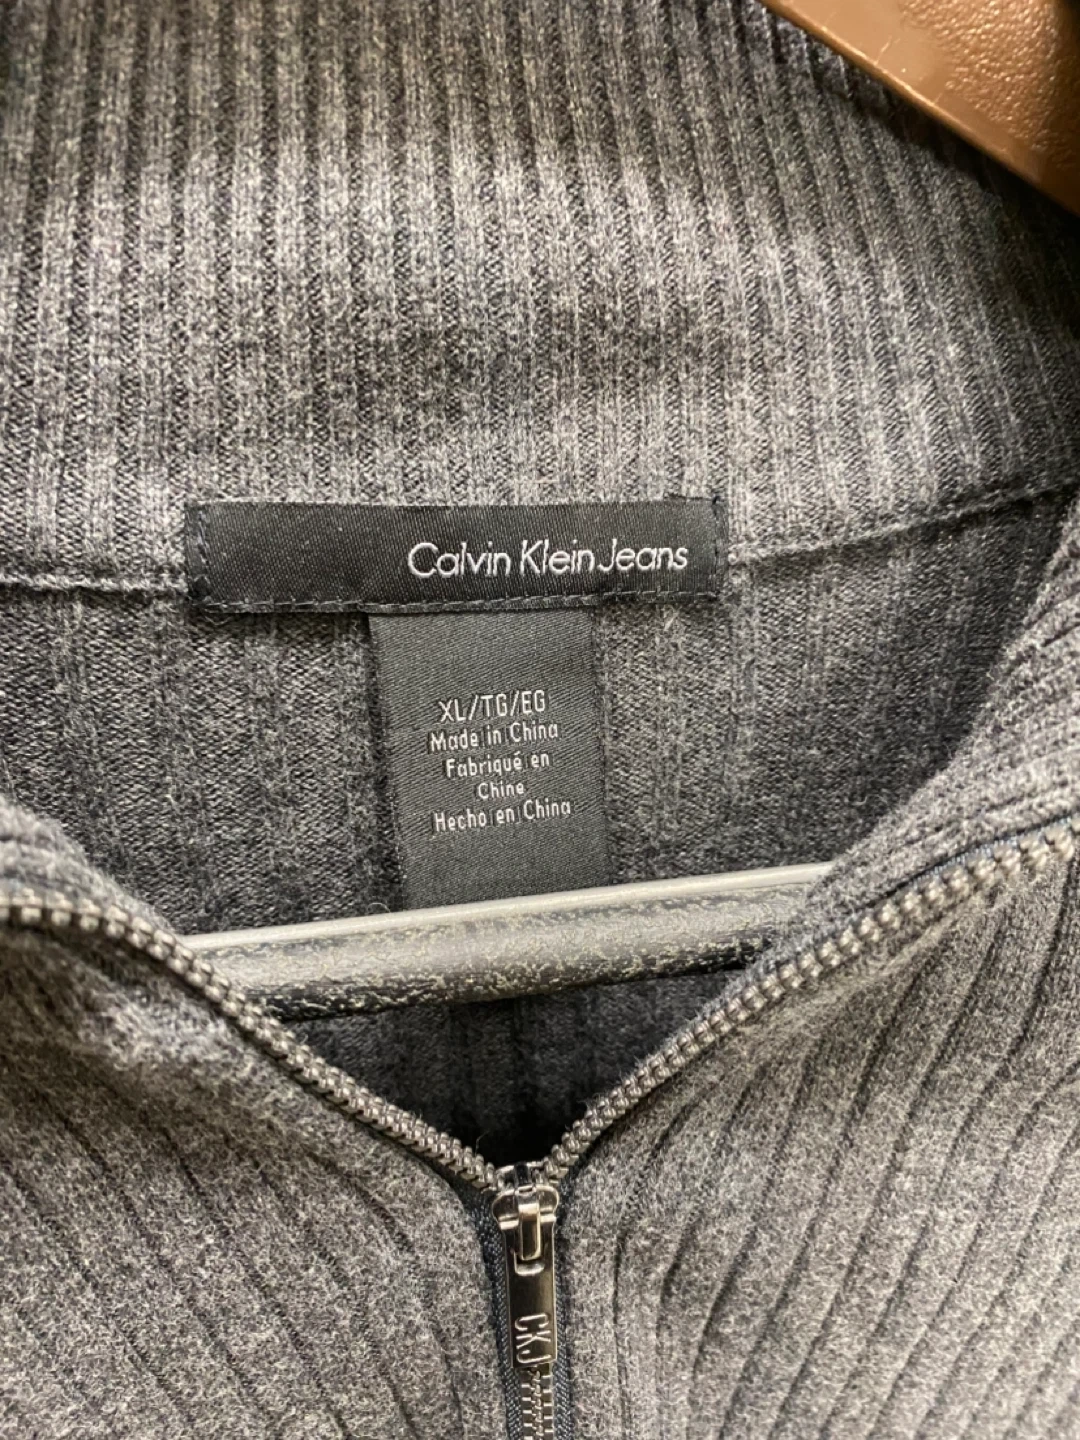 Calvin Klein Jeans
XL/TG/EG
Made in China
Fabriqué en
Chine
Hecho en China
CKJ